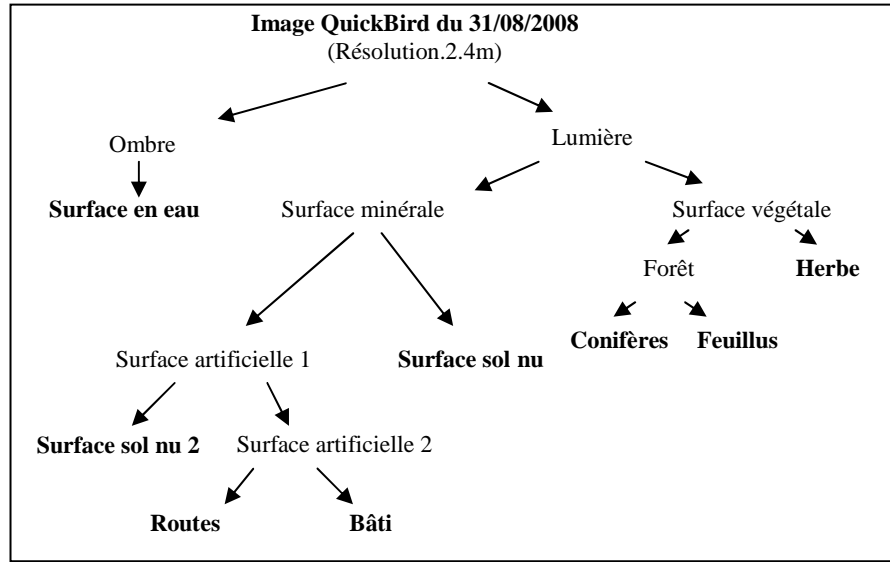 Image QuickBird du 31/08/2008
(Résolution.2.4m)
Ombre
Lumière
Surface en eau
Surface minérale
Surface végétale
Forêt
Herbe
Conifères
Feuillus
Surface artificielle 1
Surface sol nu
Surface sol nu 2
Surface artificielle 2
Routes
Bâti